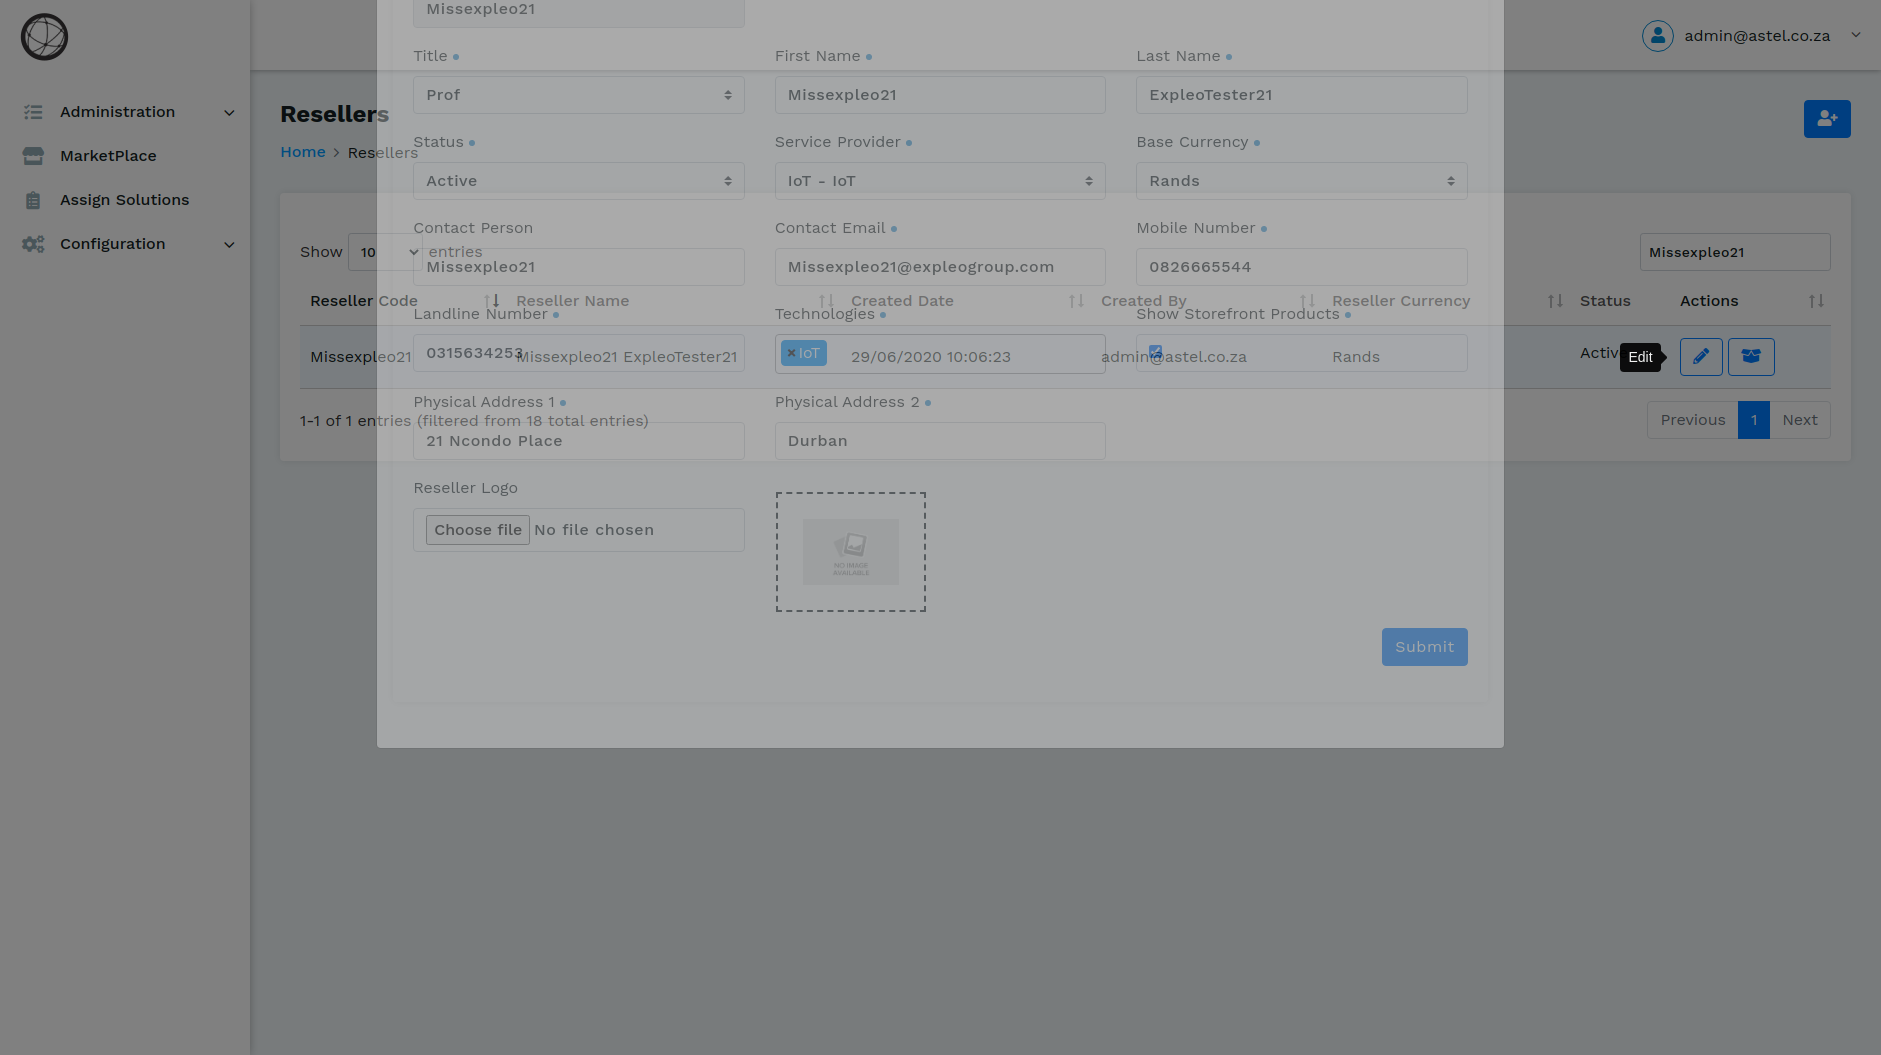 Missexpleo21
admin@astel.co.za
Title
First Name
Last Name
Prof
Missexpleo21
ExpleoTester21
Administration
MarketPlace
Assign Solutions
Configuration
Resellers
Home > Resellers
Status
Service Provider
Base Currency
Active
IoT - IoT
Rands
Contact Person
Contact Email
Mobile Number
Show 10 entries
Missexpleo21
Missexpleo21
Missexpleo21@expleogroup.com
0826665544
Reseller Code
Reseller Name
Created Date
Created By
Reseller Currency
Status
Actions
Landline Number
Technologies
Show Storefront Products
0315634253
×IoT
Missexpleo21
Missexpleo21 ExpleoTester21
29/06/2020 10:06:23
admin@astel.co.za
Rands
Activ
Edit
Physical Address 1
Physical Address 2
1-1 of 1 entries (filtered from 18 total entries)
Previous 1 Next
21 Ncondo Place
Durban
Reseller Logo
Choose file No file chosen
NO IMAGE
AVAILABLE
Submit